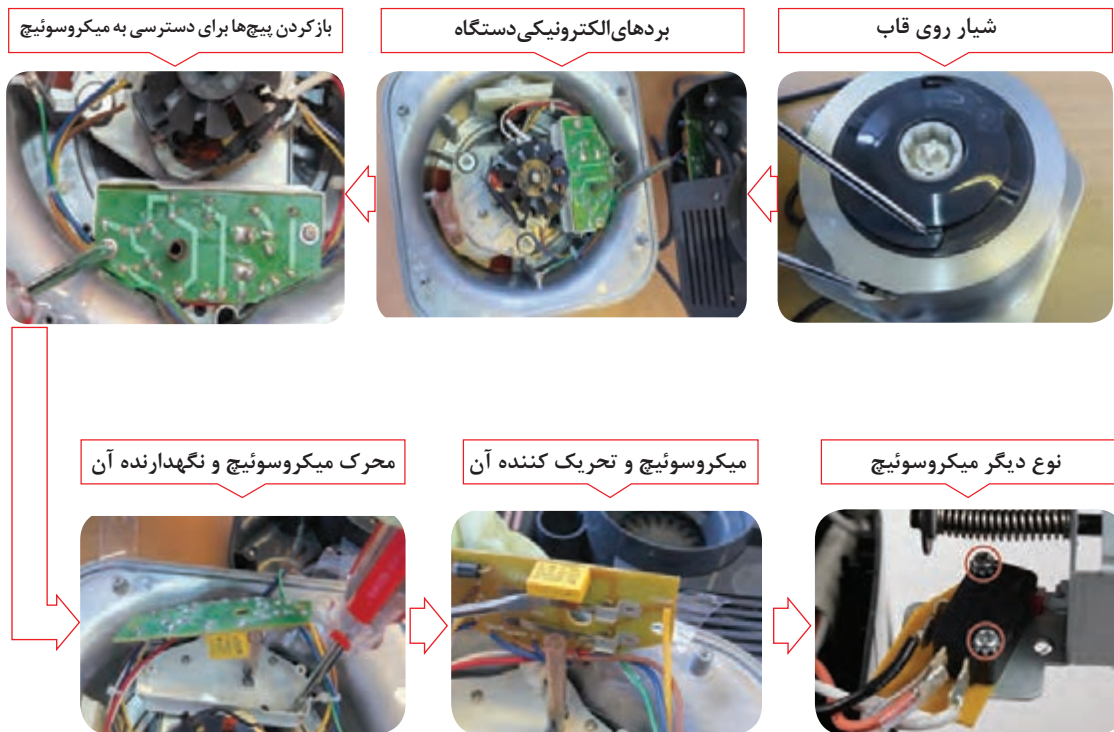 شیار روی قاب
بردهای الکترونیکی دستگاه
بازکردن پیچ‌ها برای دسترسی به میکروسوئیچ
محرک میکروسوئیچ و نگهدارنده آن
میکروسوئیچ و تحریک کننده آن
نوع دیگر میکروسوئیچ